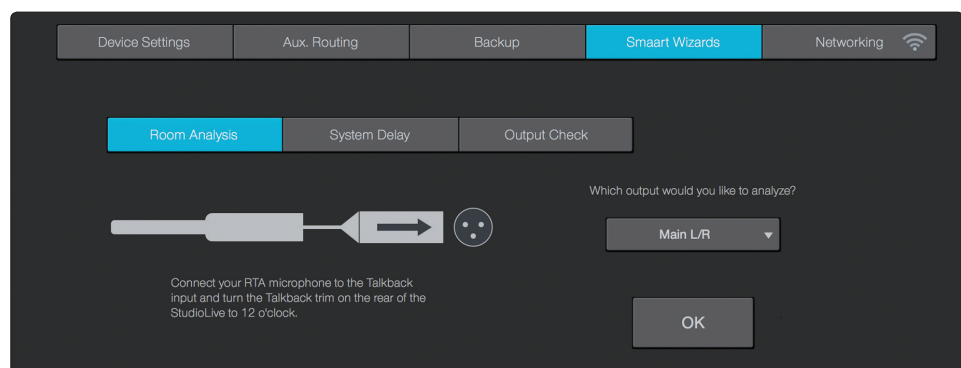 Device Settings
Aux. Routing
Backup
Smaart Wizards
Networking
Room Analysis
System Delay
Output Check
Which output would you like to analyze?
Main L/R
Connect your RTA microphone to the Talkback
input and turn the Talkback trim on the rear of the
StudioLive to 12 o'clock.
OK